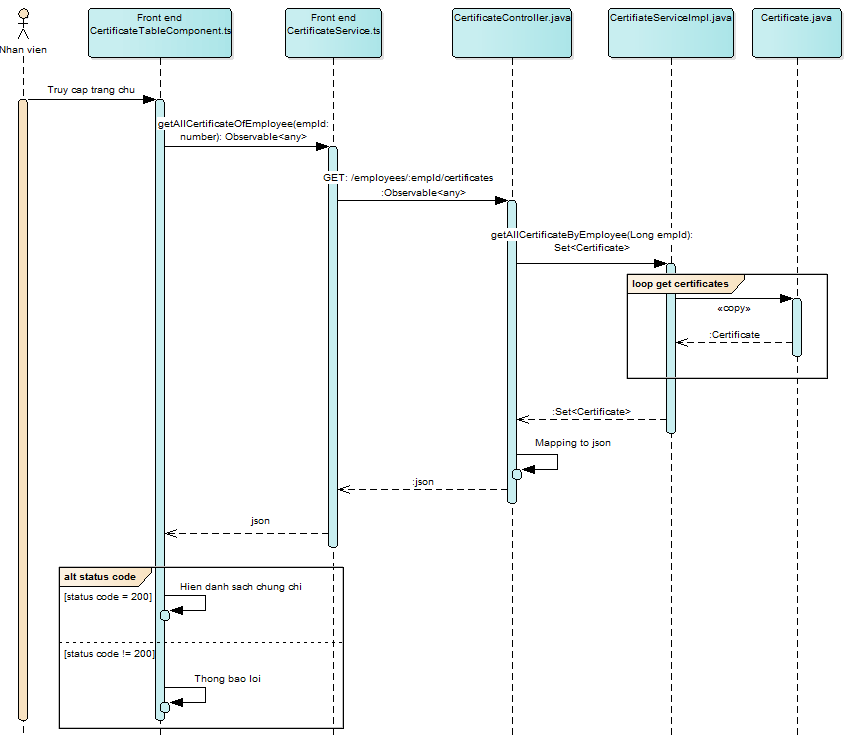 Nhan vien
Front end
CertificateTableComponent.ts
Front end
CertificateService.ts
CertificateController.java
CertifiateServiceImpl.java
Certificate.java
Truy cap trang chu
getAllCertificateOfEmployee(empId:
number): Observable<any>
GET: /employees/:empId/certificates
:Observable<any>
getAllCertificateByEmployee(Long empId):
Set<Certificate>
loop get certificates
«copy»
:Certificate
:Set<Certificate>
Mapping to json
:json
json
alt status code
[status code = 200]
Hien danh sach chung chi
[status code != 200]
Thong bao loi